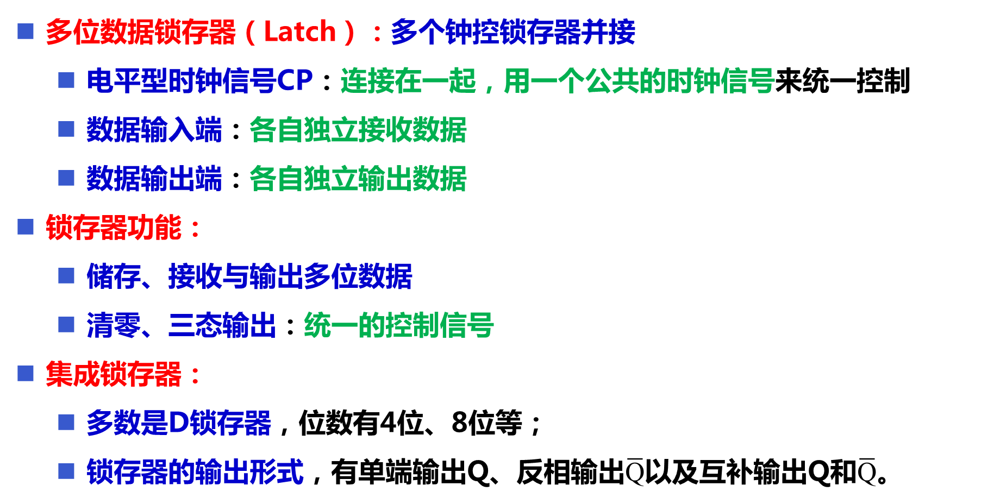 多位数据锁存器（Latch）：多个钟控锁存器并接
电平型时钟信号CP：连接在一起，用一个公共的时钟信号来统一控制
数据输入端：各自独立接收数据
数据输出端：各自独立输出数据
锁存器功能：
储存、接收与输出多位数据
清零、三态输出：统一的控制信号
集成锁存器：
多数是D锁存器，位数有4位、8位等；
锁存器的输出形式，有单端输出Q、反相输出Q̅以及互补输出Q和Q̅。